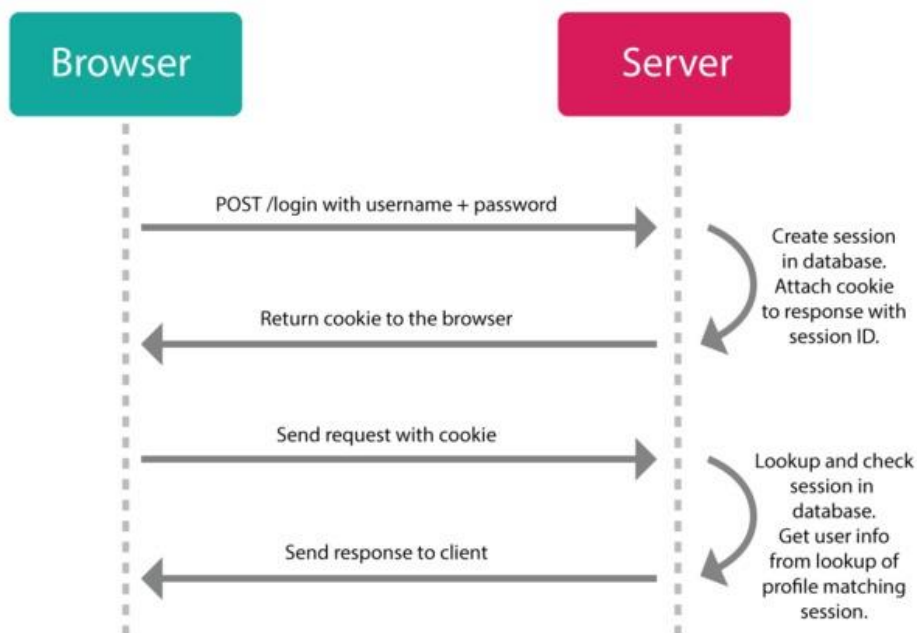 Browser
Server
POST /login with username + password
Create session
in database.
Attach cookie
to response with
session ID.
Return cookie to the browser
Send request with cookie
Lookup and check
session in
database.
Get user info
from lookup of
profile matching
session.
Send response to client